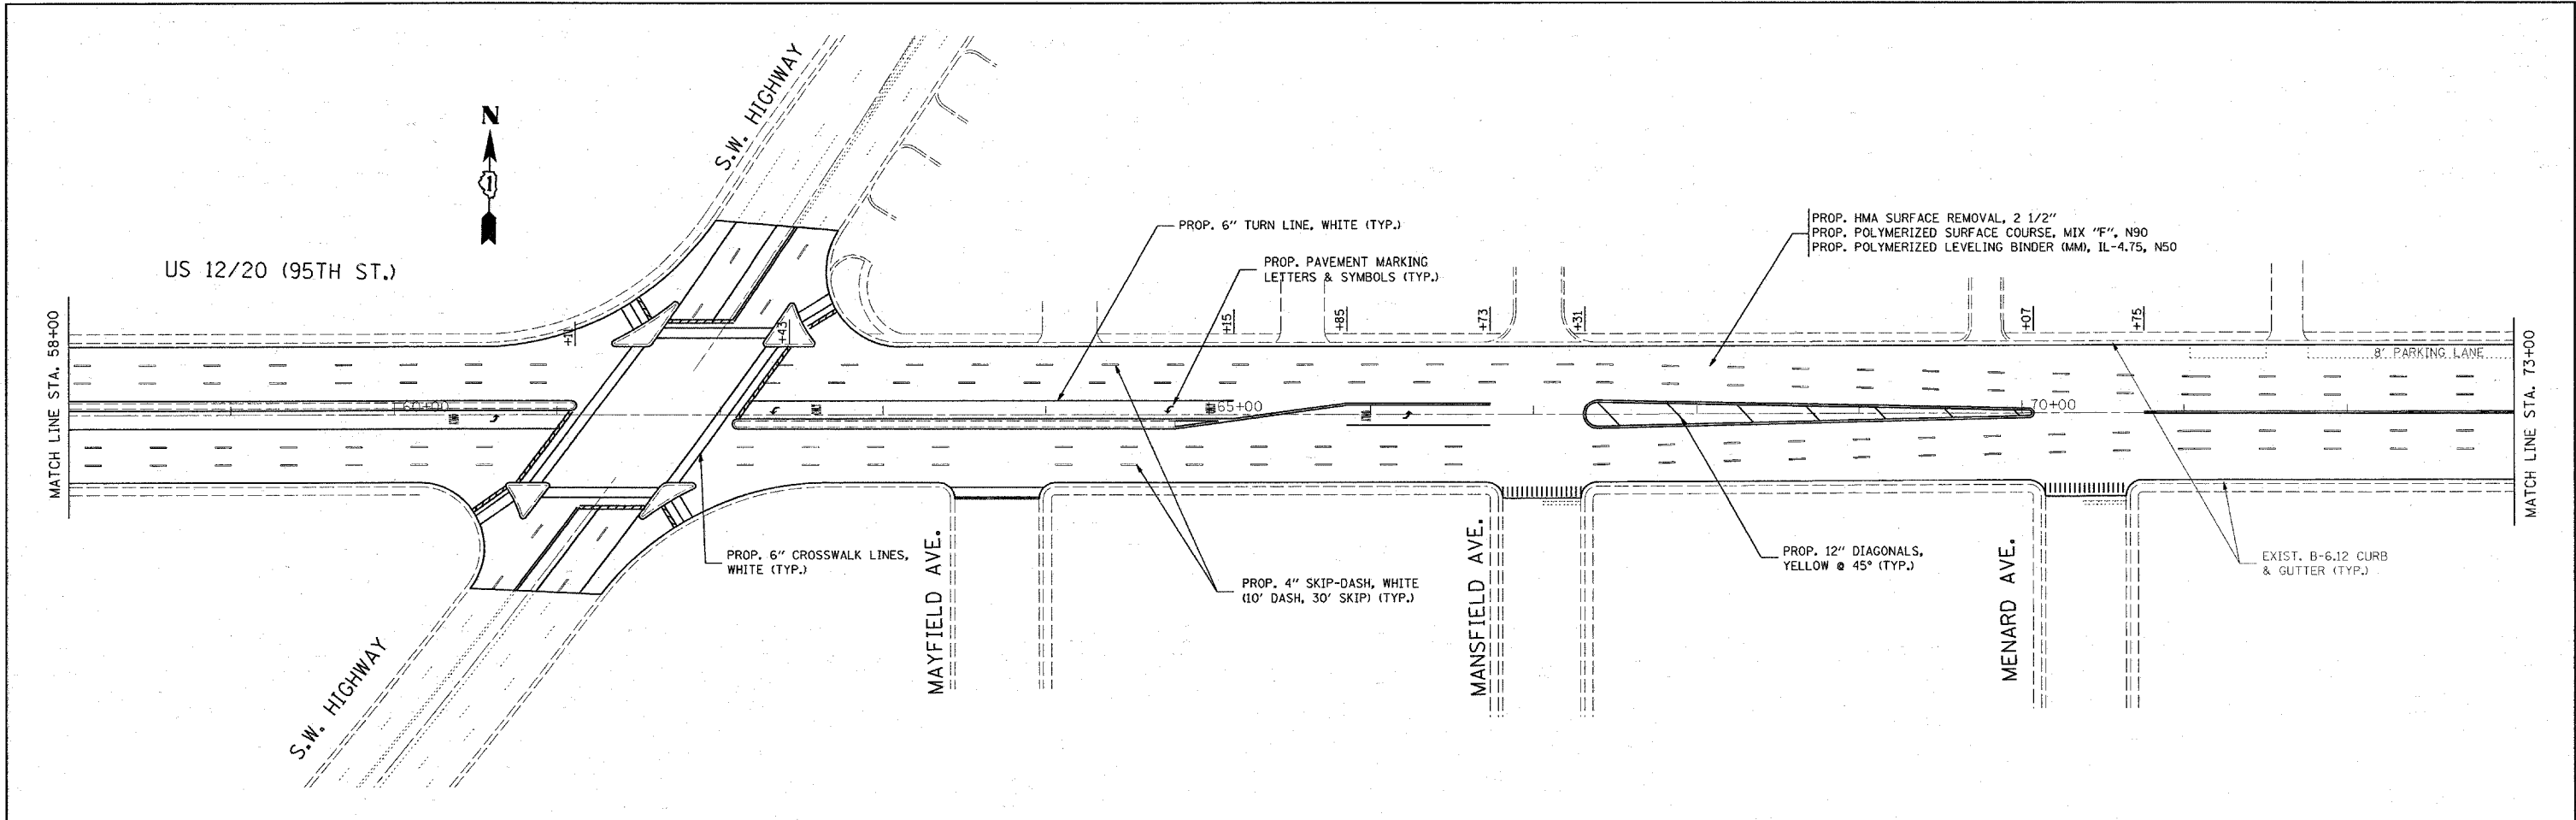 S.W. HIGHWAY
N
US 12/20 (95TH ST.)
PROP. 6" TURN LINE, WHITE (TYP.)
PROP. PAVEMENT MARKING
LETTERS & SYMBOLS (TYP.)
PROP. HMA SURFACE REMOVAL, 2 1/2"
PROP. POLYMERIZED SURFACE COURSE, MIX "F", N90
PROP. POLYMERIZED LEVELING BINDER (MM), IL-4.75, N50
MATCH LINE STA. 58+00
+43
+15
+85
+73
+31
+07
+75
8' PARKING LANE
MATCH LINE STA. 73+00
60+00
65+00
70+00
PROP. 6" CROSSWALK LINES,
WHITE (TYP.)
MAYFIELD AVE.
PROP. 4" SKIP-DASH, WHITE
(10' DASH, 30' SKIP) (TYP.)
MANSFIELD AVE.
PROP. 12" DIAGONALS,
YELLOW @ 45° (TYP.)
MENARD AVE.
EXIST. B-6.12 CURB
& GUTTER (TYP.)
S.W. HIGHWAY